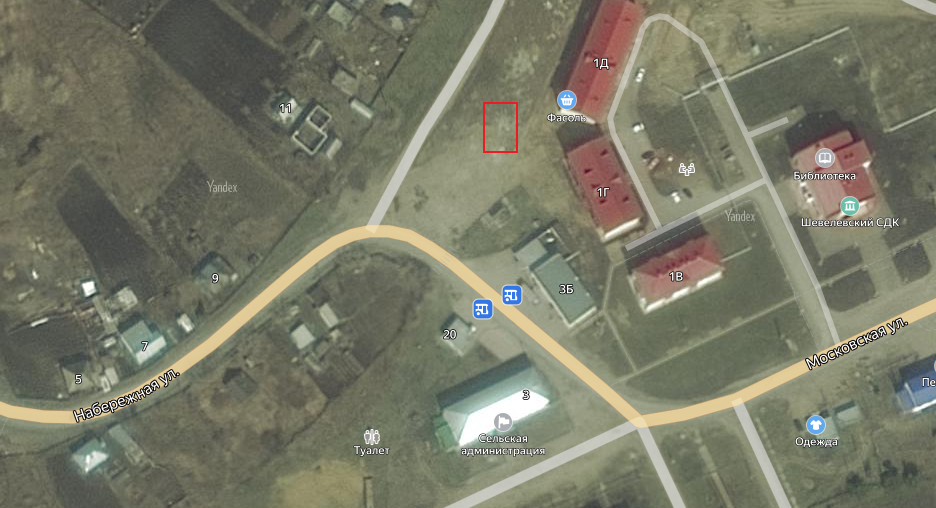 1Д
11
Фасоль
Yandex
Библиотека
1Г
Yandex
Шевелевский СДК
9
1В
3Б
20
Московская ул.
7
5
Набережная ул.
Пе
3
Сельская
администрация
Туалет
Одежда